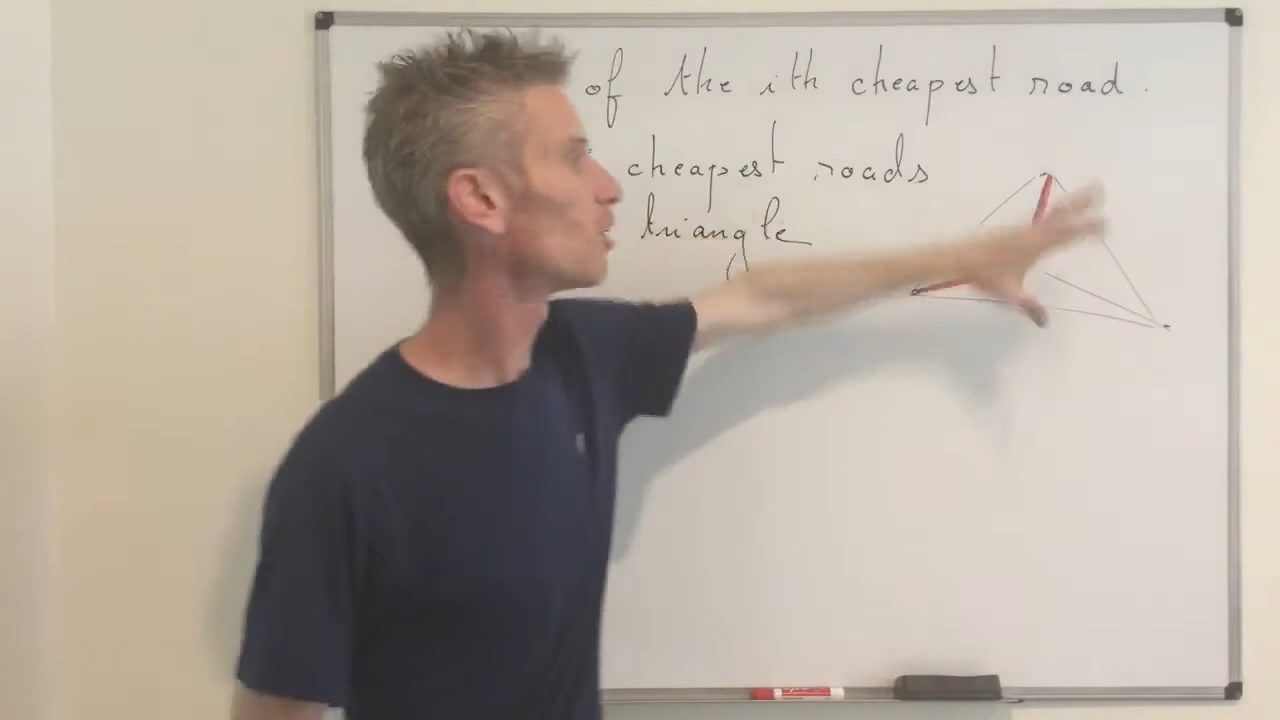 of the ith cheapest road.
cheapest roads
triangle